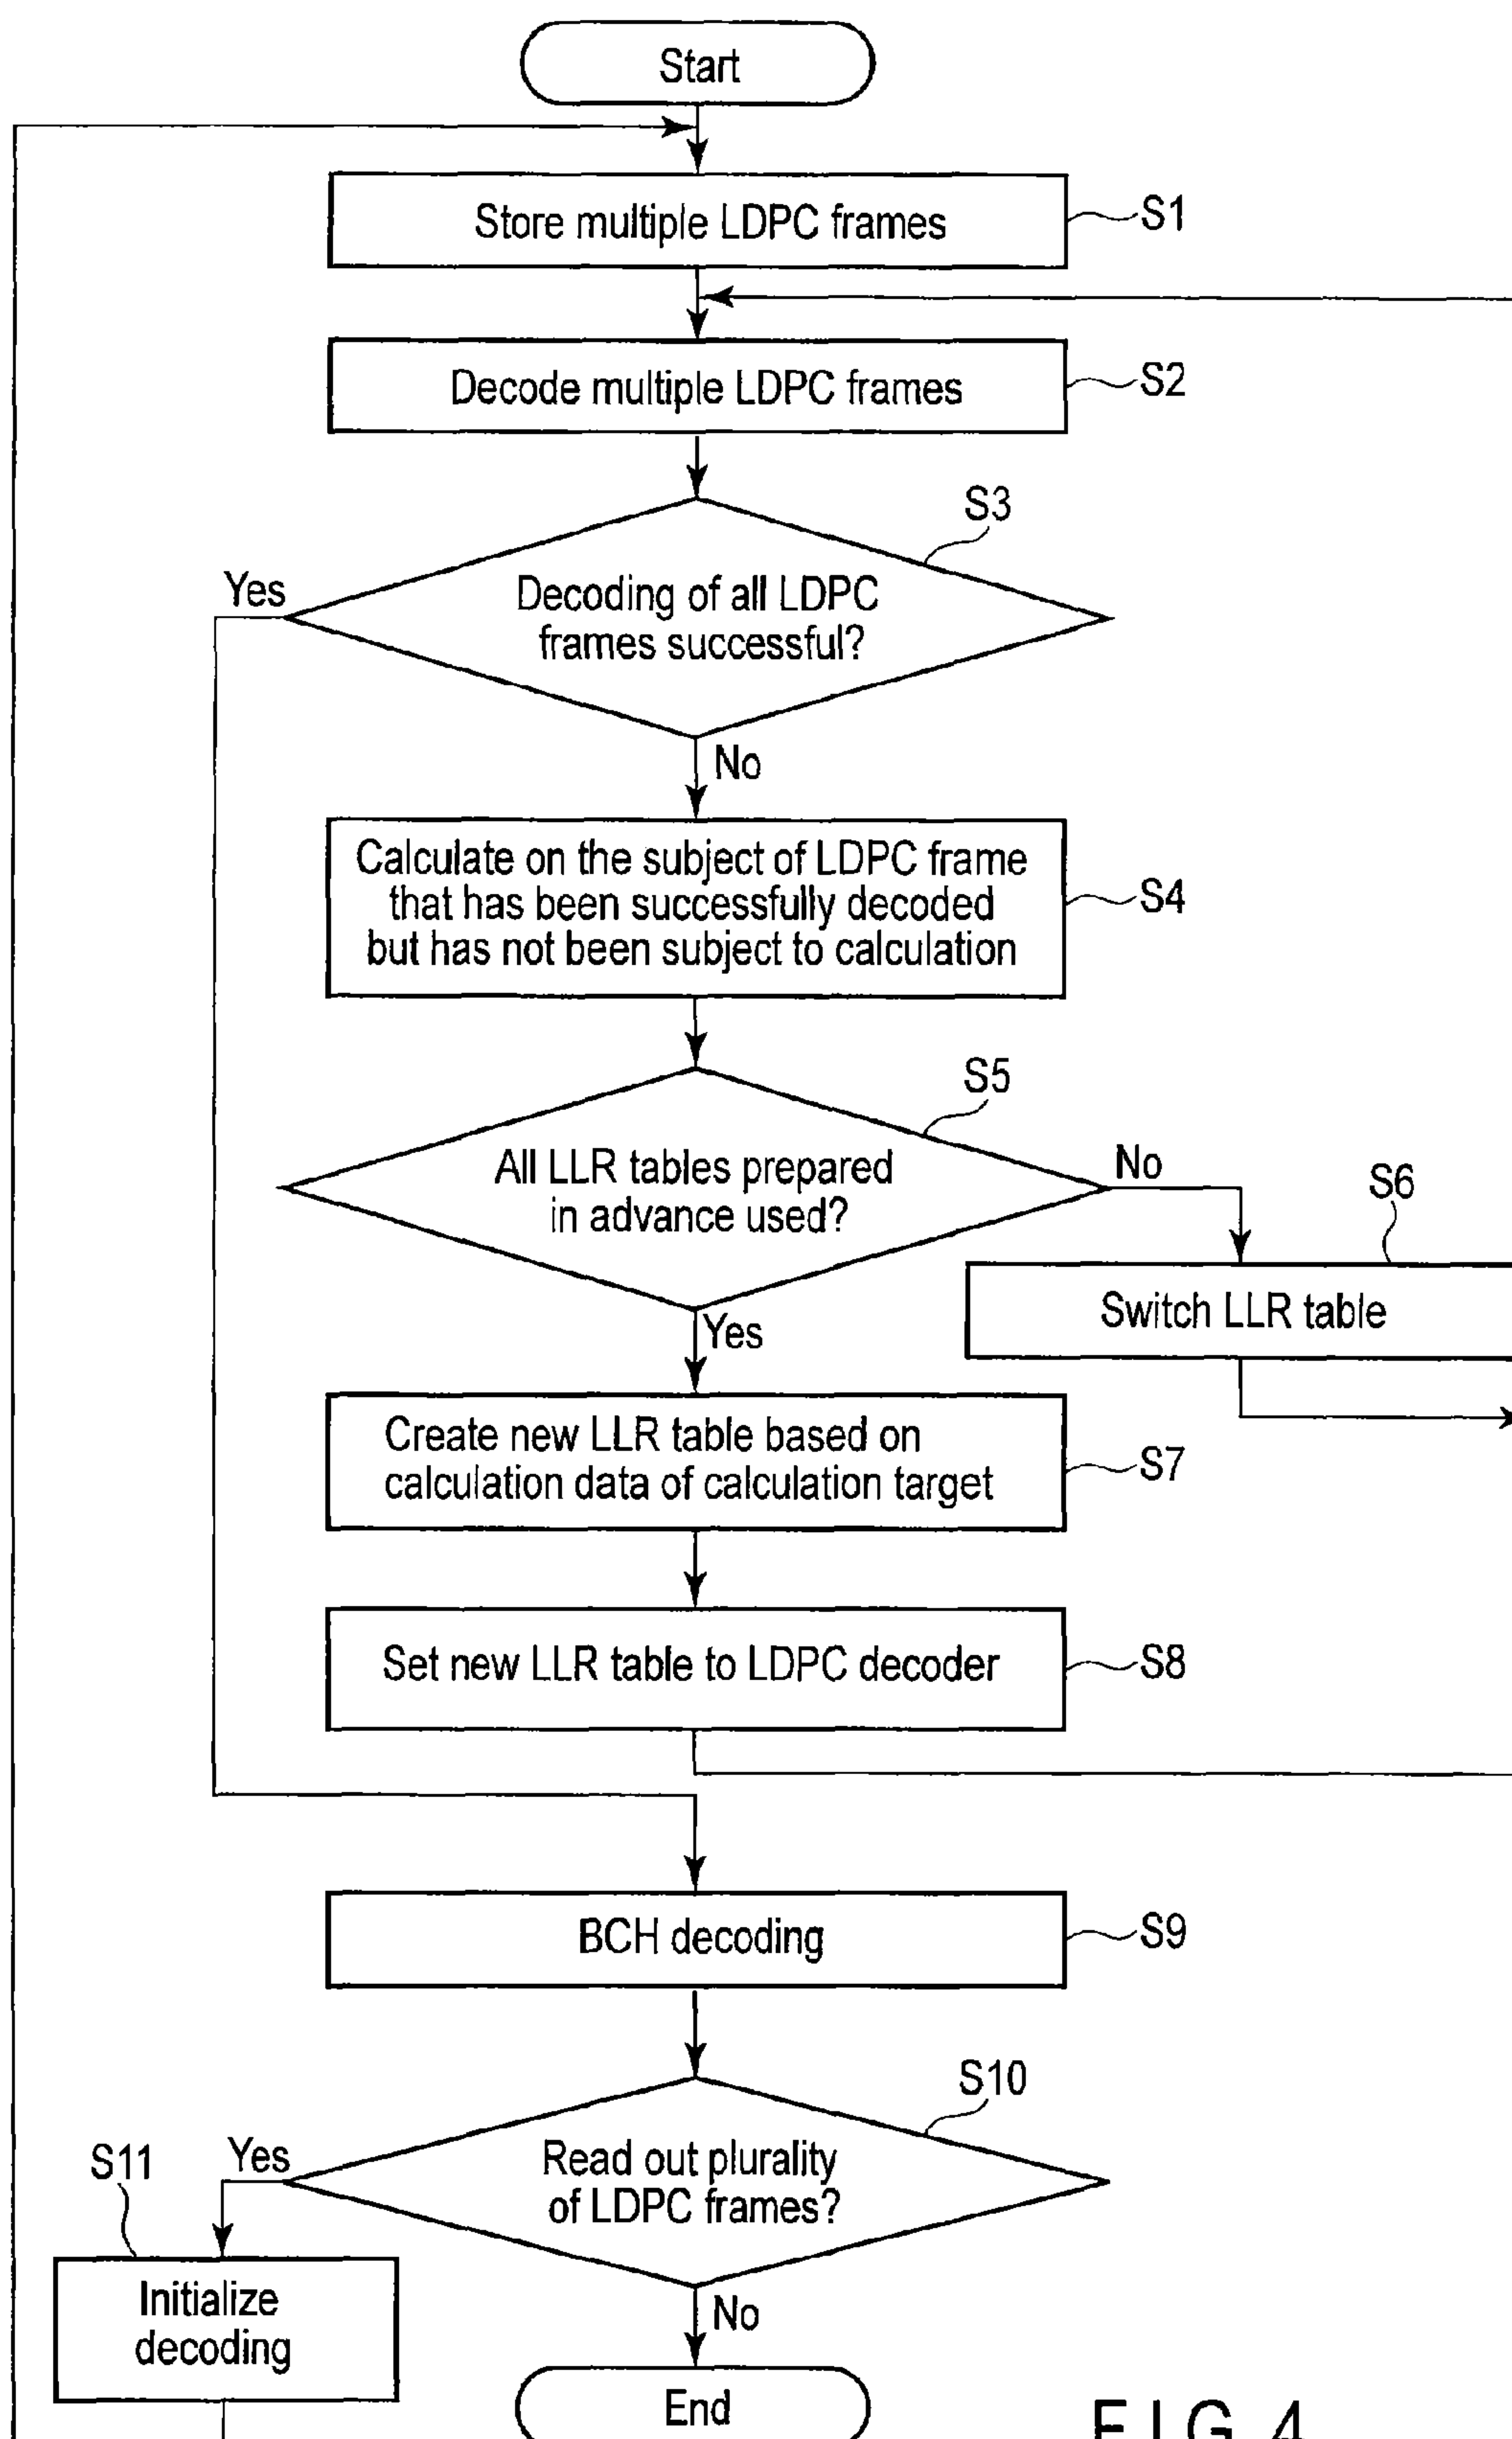 Start
Store multiple LDPC frames
S1
Decode multiple LDPC frames
S2
S3
Yes
Decoding of all LDPC
frames successful?
No
Calculate on the subject of LDPC frame
that has been successfully decoded
but has not been subject to calculation
S4
S5
All LLR tables prepared
in advance used?
No
S6
Switch LLR table
Yes
Create new LLR table based on
calculation data of calculation target
S7
Set new LLR table to LDPC decoder
S8
BCH decoding
S9
S10
Read out plurality
of LDPC frames?
Yes
S11
Initialize
decoding
No
End
FIG. 4